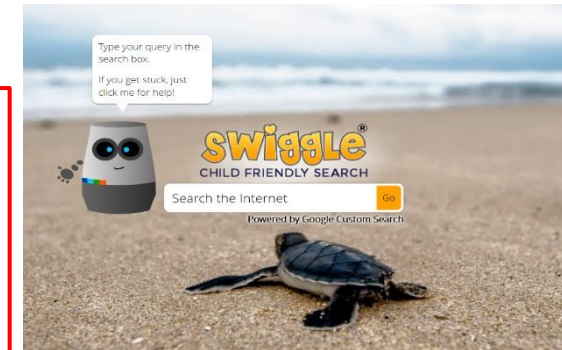 Type your query in the
search box.
If you get stuck, just
click me for help!
swiggle®
CHILD FRIENDLY SEARCH
Search the Internet
Go
Powered by Google Custom Search